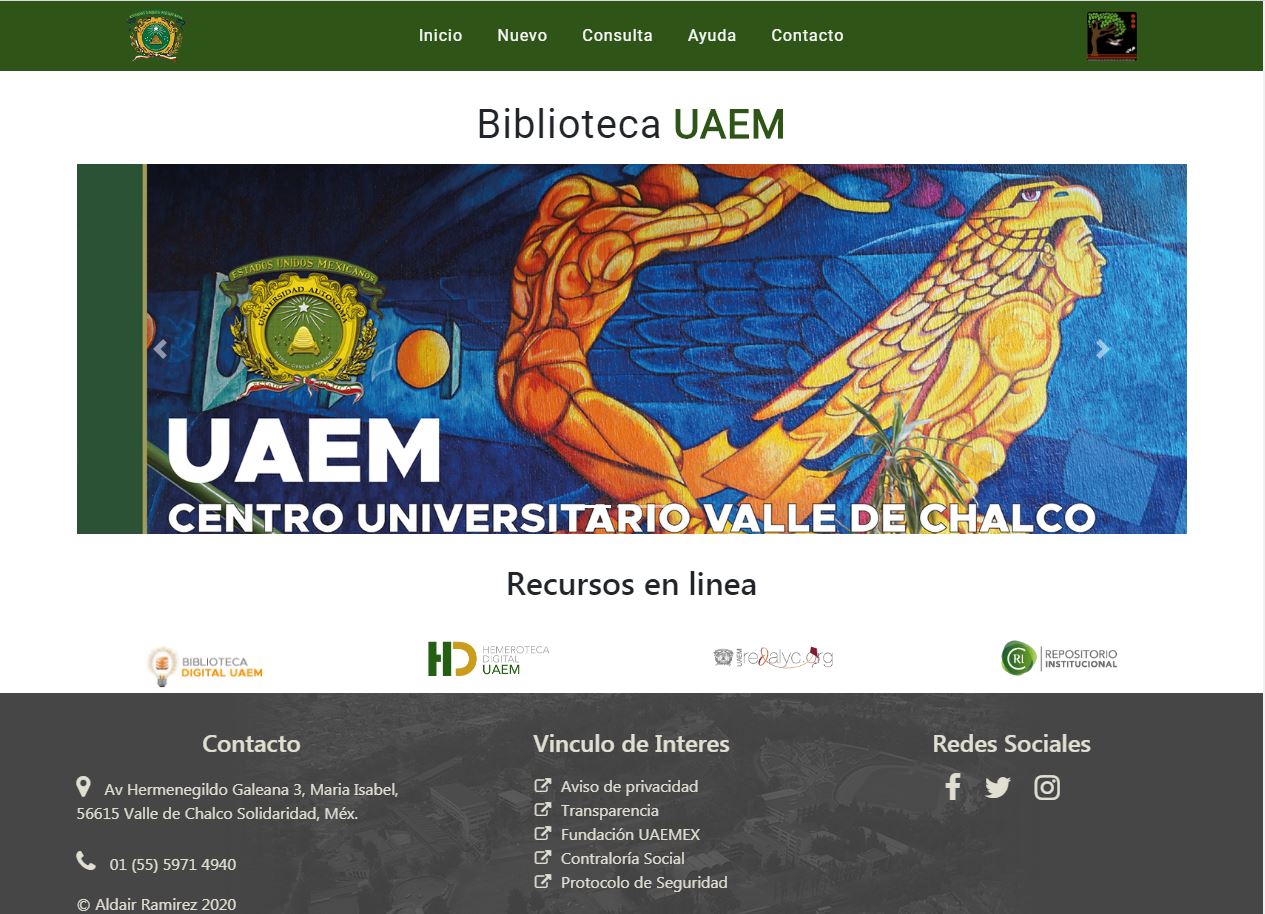 Inicio Nuevo Consulta Ayuda Contacto
Biblioteca UAEM
ESTADOS UNIDOS MEXICANOS
UNIVERSIDAD AUTONOMA
UAEM
CENTRO UNIVERSITARIO VALLE DE CHALCO
Recursos en linea
BIBLIOTECA
DIGITAL UAEM
HD HEMEROTECA
DIGITAL
UAEM
UAEM redalyc.org
RI REPOSITORIO
INSTITUCIONAL
Contacto
Av Hermenegildo Galeana 3, Maria Isabel,
56615 Valle de Chalco Solidaridad, Méx.
01 (55) 5971 4940
© Aldair Ramirez 2020
Vinculo de Interes
Aviso de privacidad
Transparencia
Fundación UAEMEX
Contraloría Social
Protocolo de Seguridad
Redes Sociales